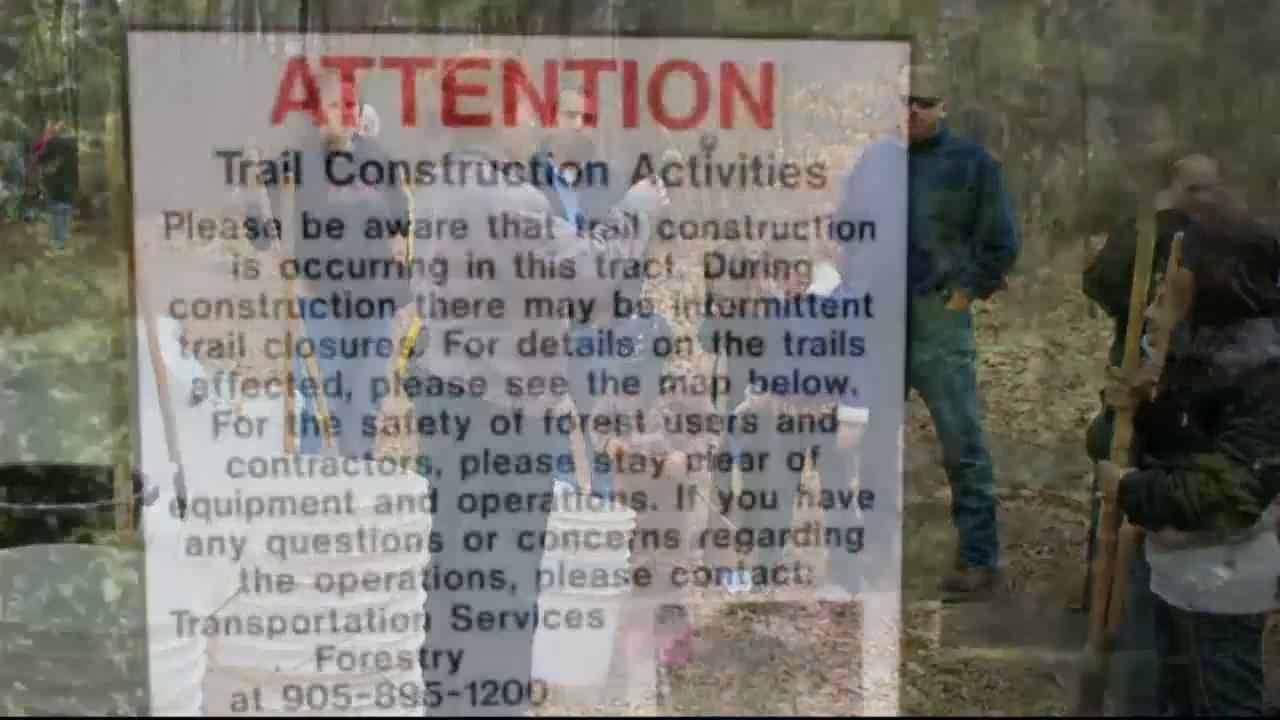 ATTENTION
Trail Construction Activities
Please be aware that trail construction
is occurring in this tract. During
construction there may be intermittent
trail closures. For details on the trails
affected, please see the map below.
For the safety of forest users and
contractors, please stay clear of
equipment and operations. If you have
any questions or concerns regarding
the operations, please contact:
Transportation Services
Forestry
at 905-895-1200